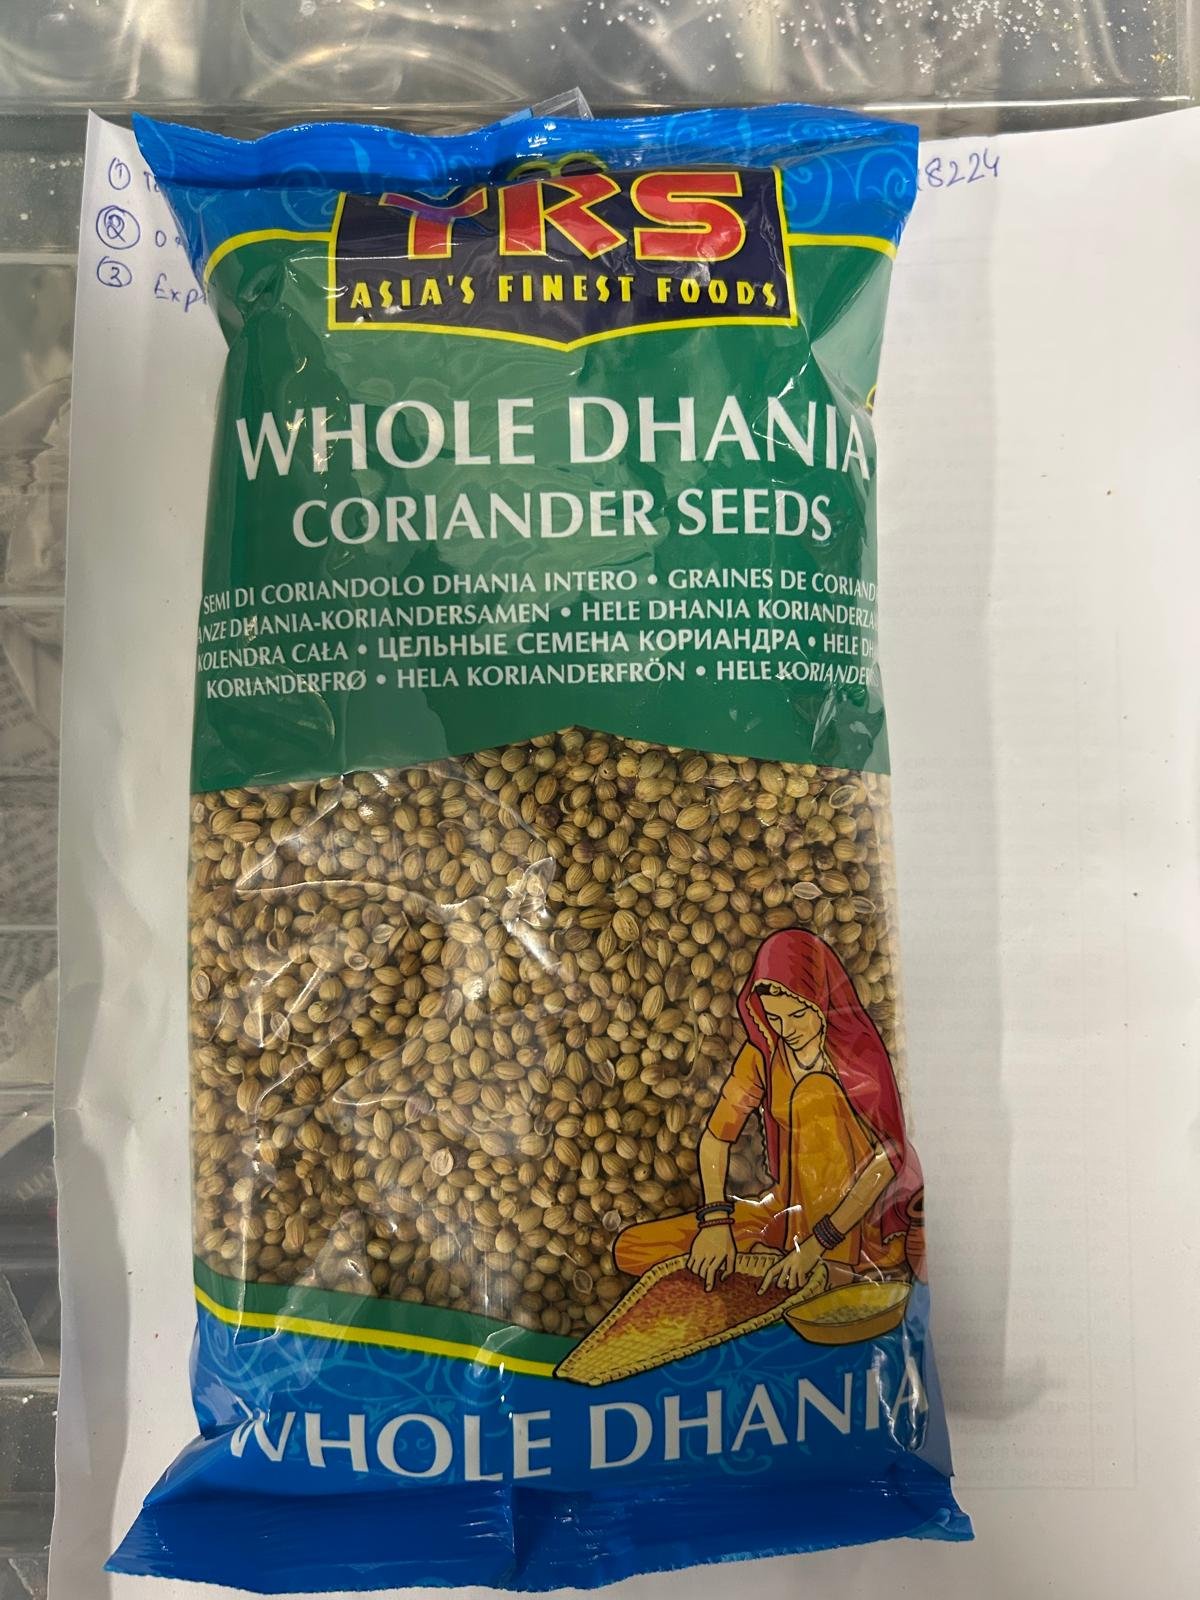 8224
①
②
③ Exp
TRS
ASIA'S FINEST FOODS
WHOLE DHANIA
CORIANDER SEEDS
SEMI DI CORIANDOLO DHANIA INTERO • GRAINES DE CORIAND
ANZE DHANIA-KORIANDERSAMEN • HELE DHANIA KORIANDERZA
KOLENDRA CAŁA • ЦЕЛЬНЫЕ СЕМЕНА КОРИАНДРА • HELE DH
KORIANDERFRØ • HELA KORIANDERFRÖN • HELE KORIANDER
WHOLE DHANIA